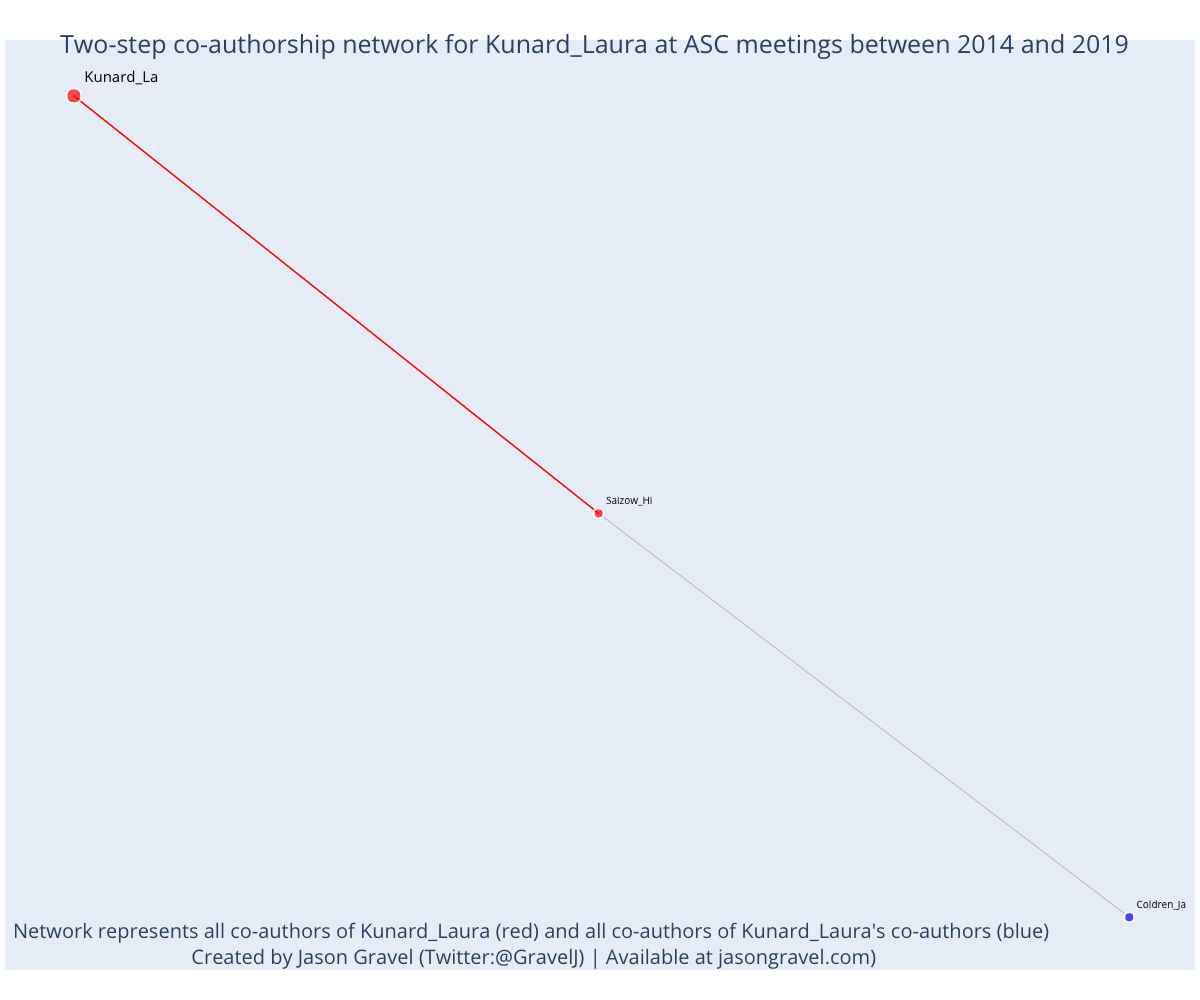 Two-step co-authorship network for Kunard_Laura at ASC meetings between 2014 and 2019
Kunard_La
Saizow_Hi
Coldren_Ja
Network represents all co-authors of Kunard_Laura (red) and all co-authors of Kunard_Laura's co-authors (blue)
Created by Jason Gravel (Twitter:@GravelJ) | Available at jasongravel.com)